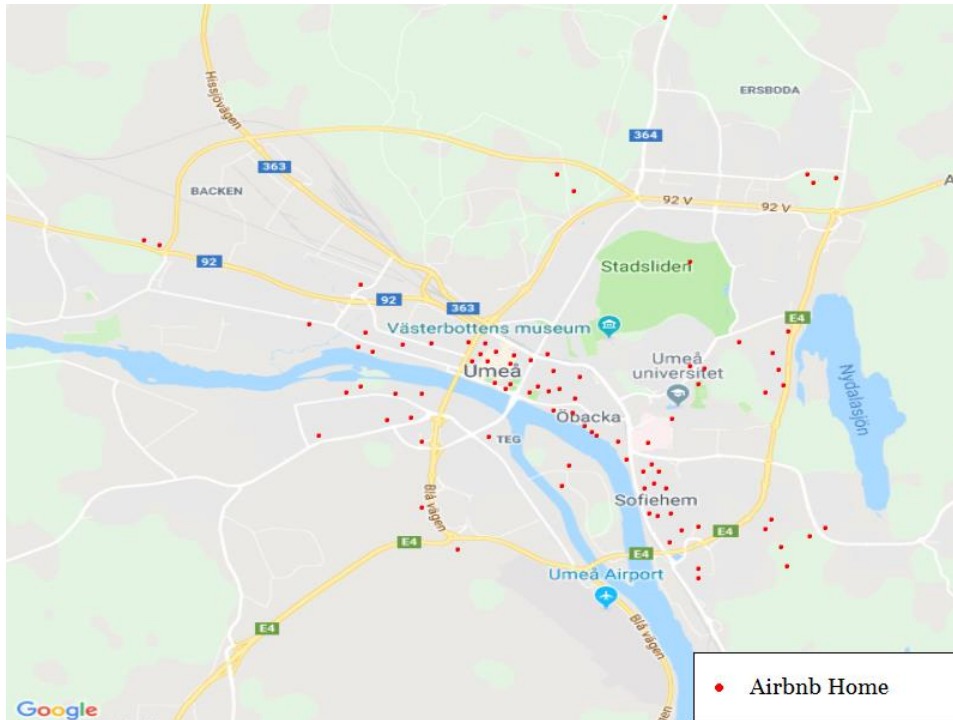 ERSBODA
Hissjövägen
364
363
BACKEN
A
92 V
92 V
92
Stadsliden
92
363
E4
Västerbottens museum
Umeå
Umeå
universitet
Nydalasjön
Öbacka
TEG
Blå vägen
Sofiehem
E4
E4
E4
Umeå Airport
E4
Blå vägen
Google
Airbnb Home